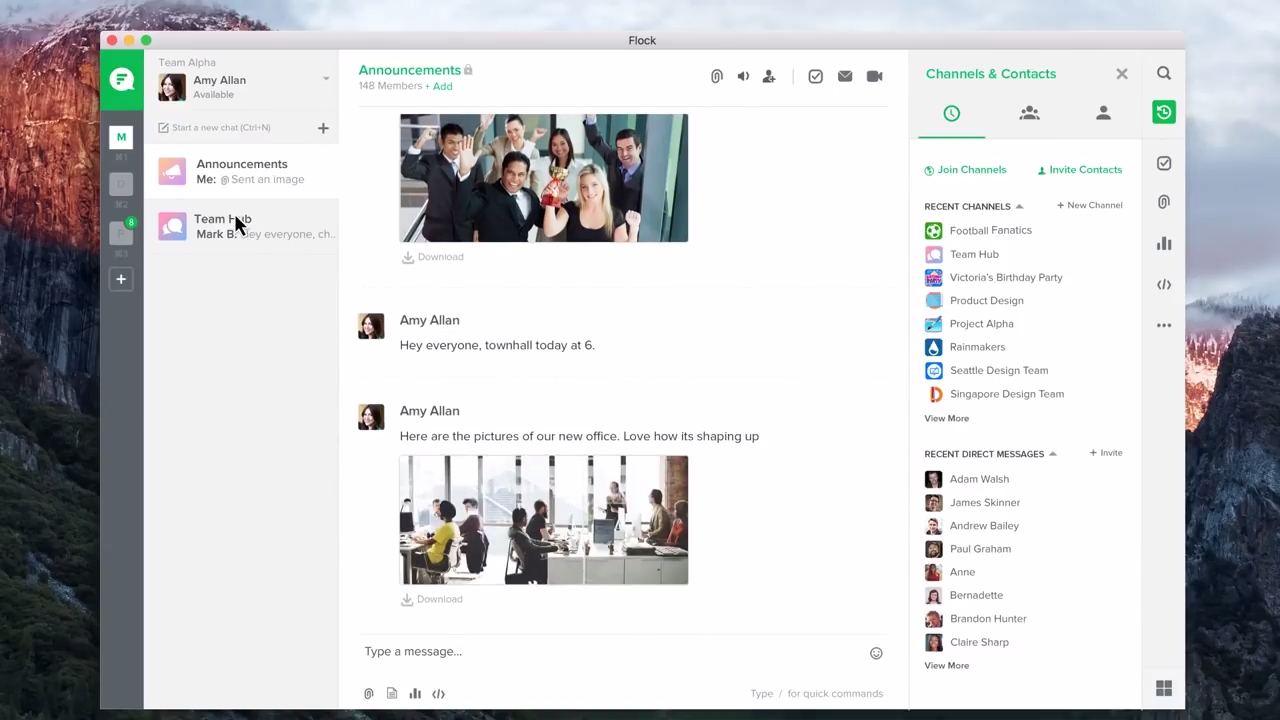 Flock
Team Alpha
Amy Allan
Available
Start a new chat (Ctrl+N)
M
⌘1
D
⌘2
8
P
⌘3
Announcements
Me: Sent an image
Team Hub
Mark B: ey everyone, ch..
Announcements
148 Members + Add
Download
Amy Allan
Hey everyone, townhall today at 6.
Amy Allan
Here are the pictures of our new office. Love how its shaping up
Download
Type a message...
Type / for quick commands
Channels & Contacts
Join Channels
Invite Contacts
RECENT CHANNELS
+ New Channel
Football Fanatics
Team Hub
Victoria's Birthday Party
Product Design
Project Alpha
Rainmakers
Seattle Design Team
Singapore Design Team
View More
RECENT DIRECT MESSAGES
+ Invite
Adam Walsh
James Skinner
Andrew Bailey
Paul Graham
Anne
Bernadette
Brandon Hunter
Claire Sharp
View More